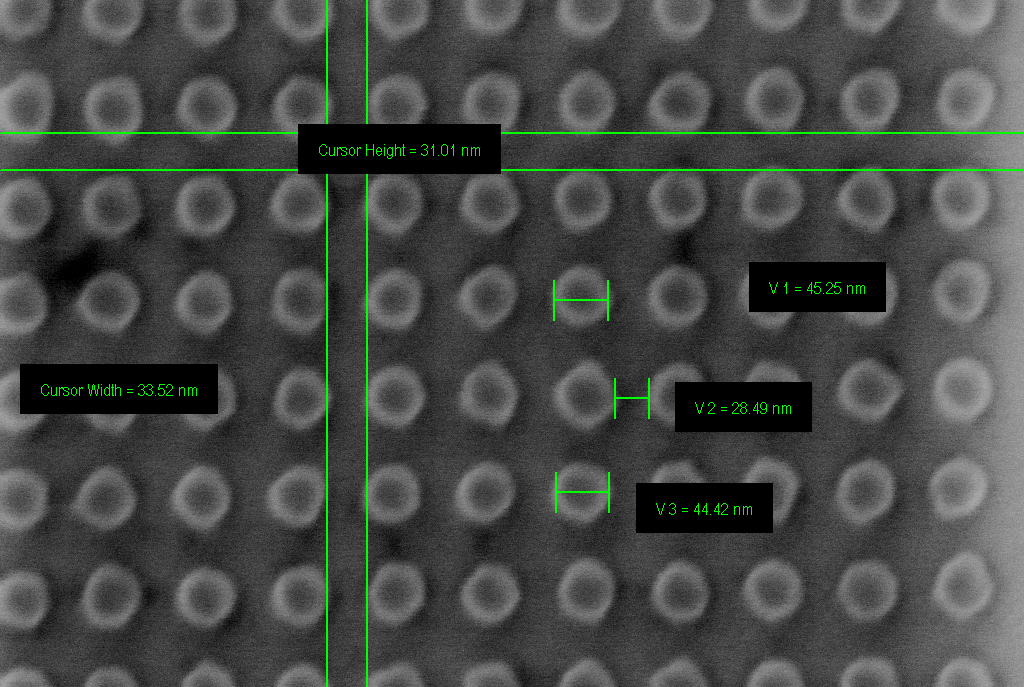 Cursor Height = 31.01 nm
V 1 = 45.25 nm
Cursor Width = 33.52 nm
V 2 = 28.49 nm
V 3 = 44.42 nm